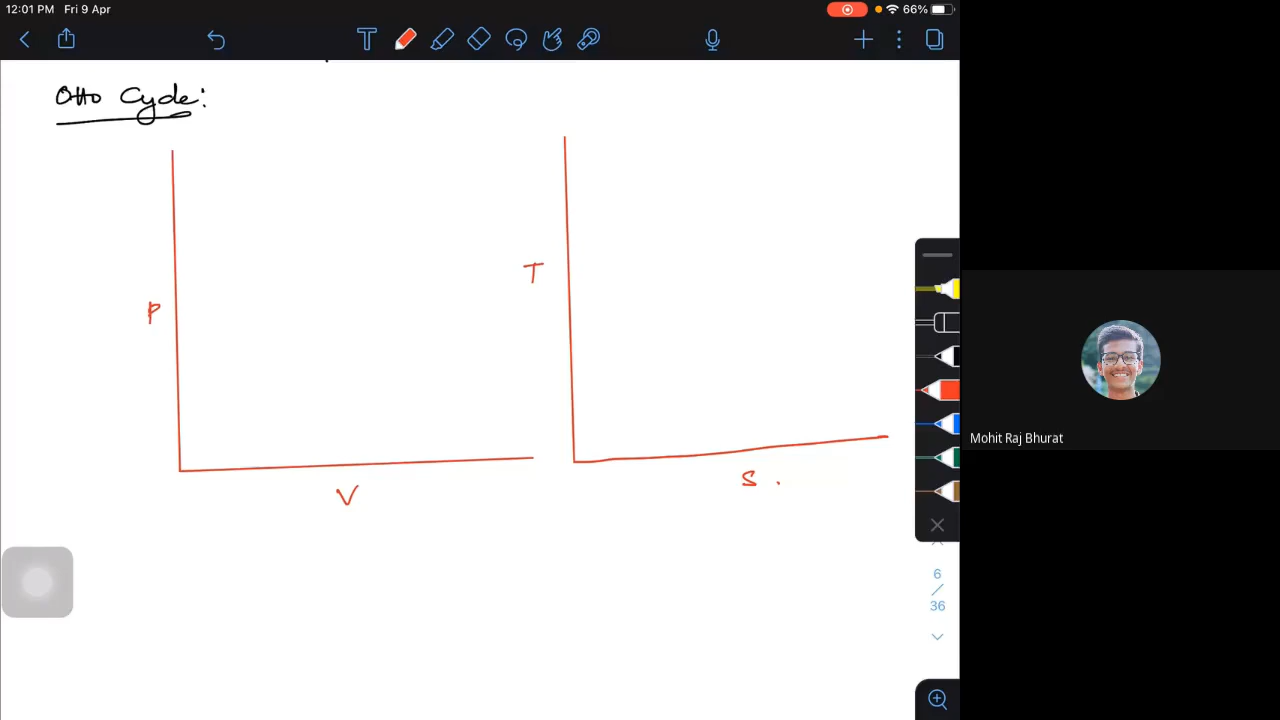 12:01 PM Fri 9 Apr 66%
Otto Cycle:
T
P
S .
V
Mohit Raj Bhurat
6
/
36